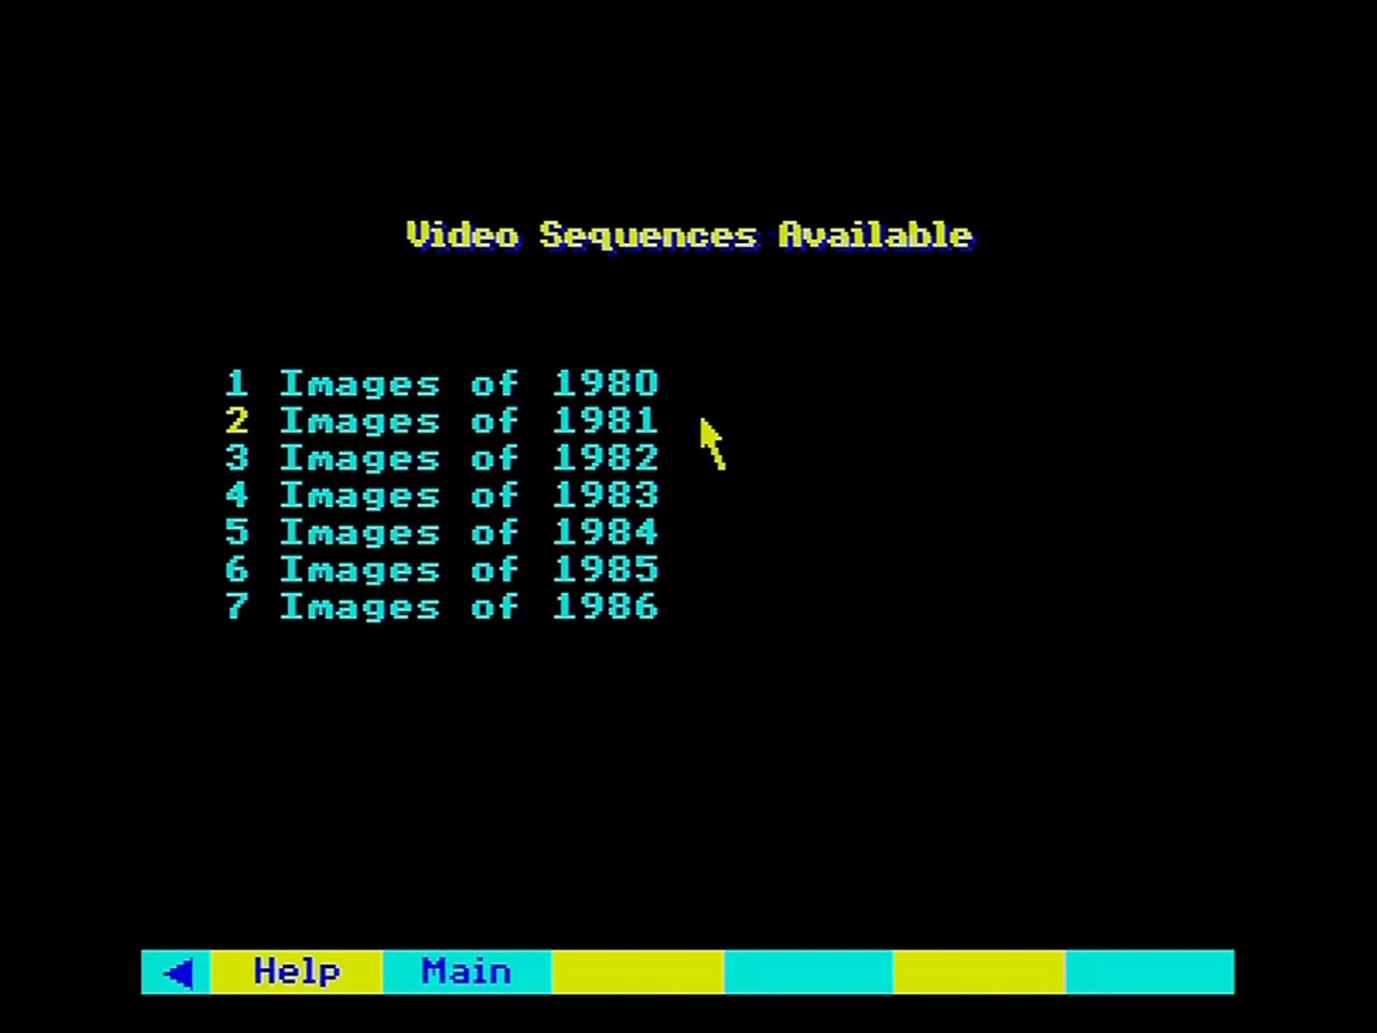 Video Sequences Available
1 Images of 1980
2 Images of 1981
3 Images of 1982
4 Images of 1983
5 Images of 1984
6 Images of 1985
7 Images of 1986
Help Main